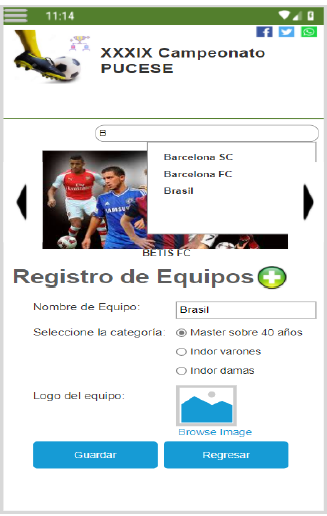 11:14
XXXIX Campeonato
PUCESE
B
Barcelona SC
Barcelona FC
Brasil
BETIS FC
Registro de Equipos
Nombre de Equipo:
Brasil
Seleccione la categoría:
Master sobre 40 años
Indor varones
Indor damas
Logo del equipo:
Browse Image
Guardar
Regresar